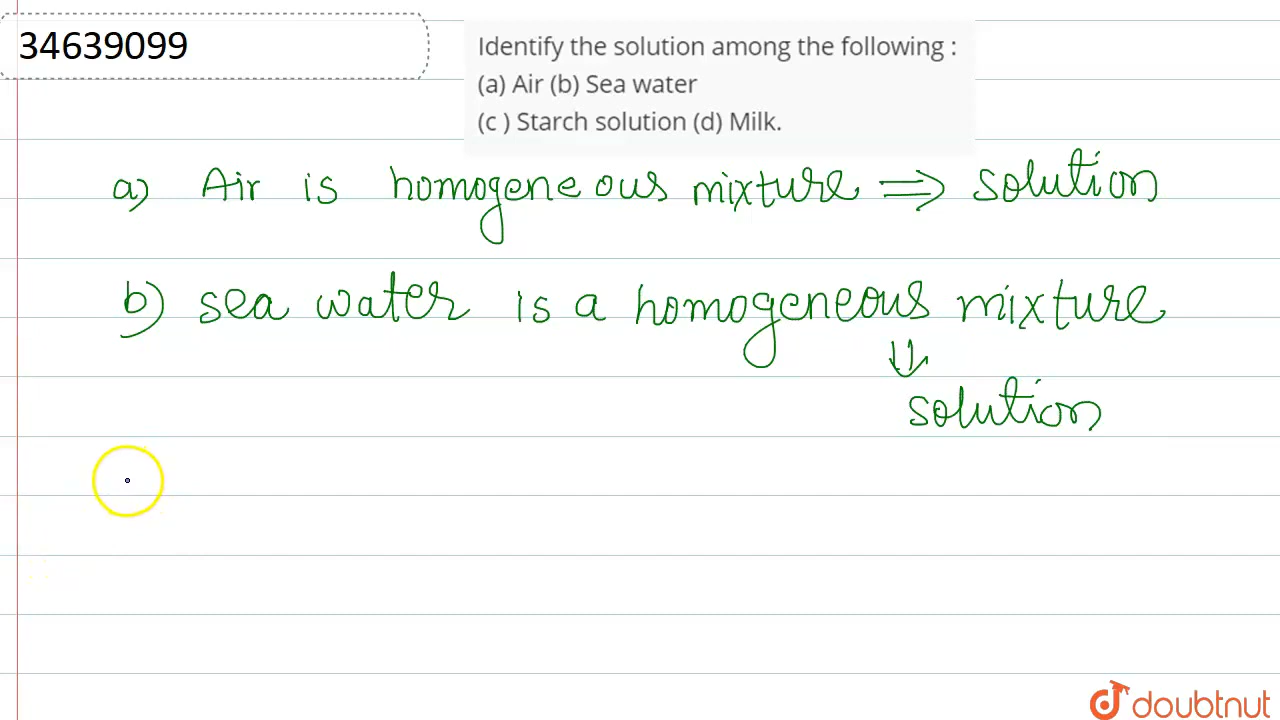 34639099
Identify the solution among the following :
(a) Air (b) Sea water
(c ) Starch solution (d) Milk.
a) Air is homogeneous mixture ⇒ solution
b) sea water is a homogeneous mixture
⇓
solution
doubtnut